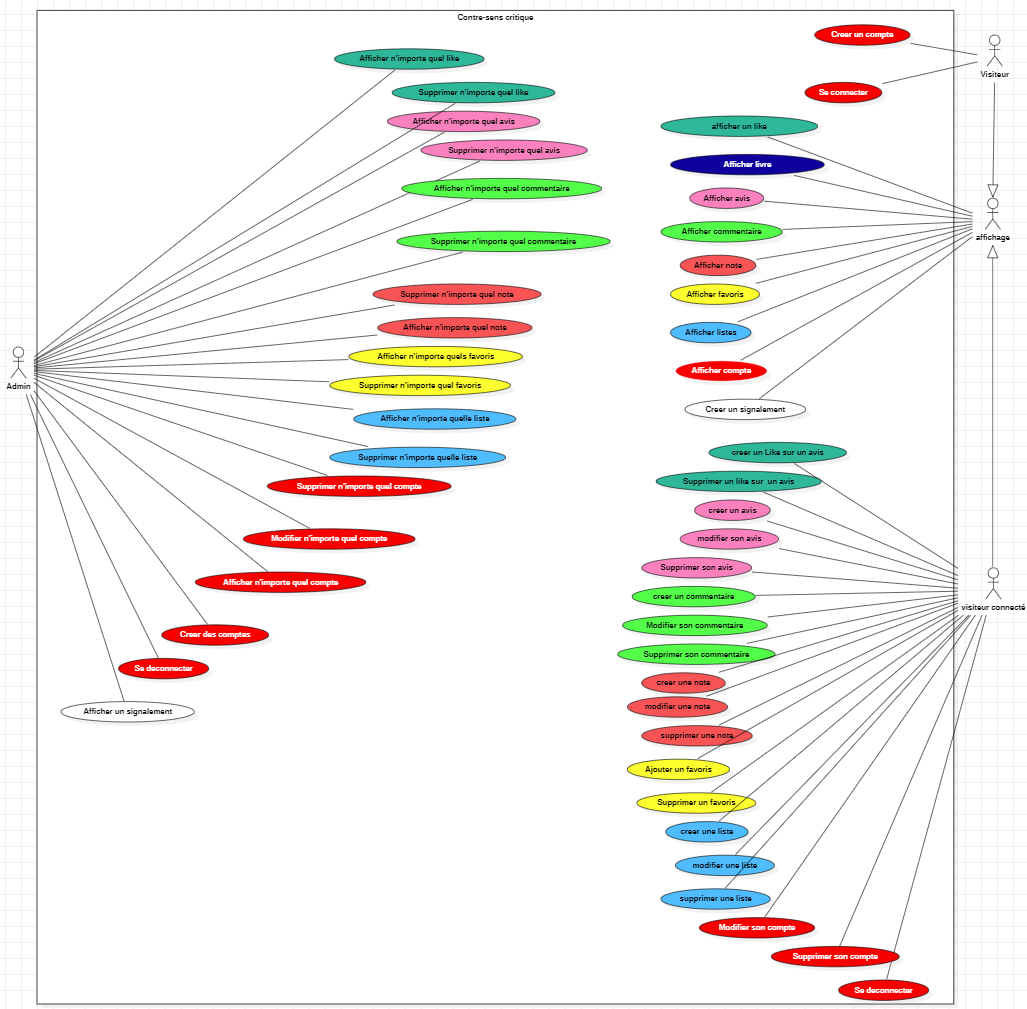 Contre-sens critique
Creer un compte
Visiteur
Se connecter
Afficher n'importe quel like
Supprimer n'importe quel like
Afficher n'importe quel avis
Supprimer n'importe quel avis
Afficher n'importe quel commentaire
Supprimer n'importe quel commentaire
Supprimer n'importe quel note
Afficher n'importe quel note
Afficher n'importe quels favoris
Supprimer n'importe quel favoris
Afficher n'importe quelle liste
Supprimer n'importe quelle liste
Supprimer n'importe quel compte
Modifier n'importe quel compte
Afficher n'importe quel compte
Creer des comptes
Se deconnecter
Afficher un signalement
Admin
afficher un like
Afficher livre
Afficher avis
Afficher commentaire
Afficher note
Afficher favoris
Afficher listes
Afficher compte
Creer un signalement
affichage
creer un Like sur un avis
Supprimer un like sur un avis
creer un avis
modifier son avis
Supprimer son avis
creer un commentaire
Modifier son commentaire
Supprimer son commentaire
creer une note
modifier une note
supprimer une note
Ajouter un favoris
Supprimer un favoris
creer une liste
modifier une liste
supprimer une liste
Modifier son compte
Supprimer son compte
Se deconnecter
visiteur connecté